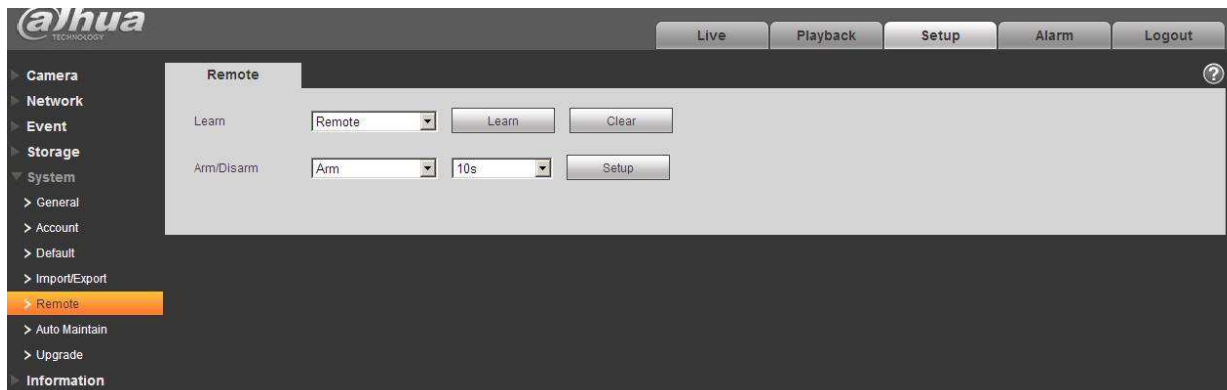 alhua
TECHNOLOGY
Live Playback Setup Alarm Logout
Camera
Network
Event
Storage
System
> General
> Account
> Default
> Import/Export
> Remote
> Auto Maintain
> Upgrade
Information
Remote
?
Learn Remote Learn Clear
Arm/Disarm Arm 10s Setup